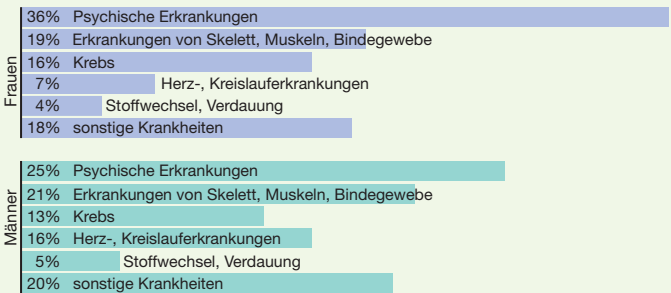 Frauen
36% Psychische Erkrankungen
19% Erkrankungen von Skelett, Muskeln, Bindegewebe
16% Krebs
7% Herz-, Kreislauferkrankungen
4% Stoffwechsel, Verdauung
18% sonstige Krankheiten
Männer
25% Psychische Erkrankungen
21% Erkrankungen von Skelett, Muskeln, Bindegewebe
13% Krebs
16% Herz-, Kreislauferkrankungen
5% Stoffwechsel, Verdauung
20% sonstige Krankheiten